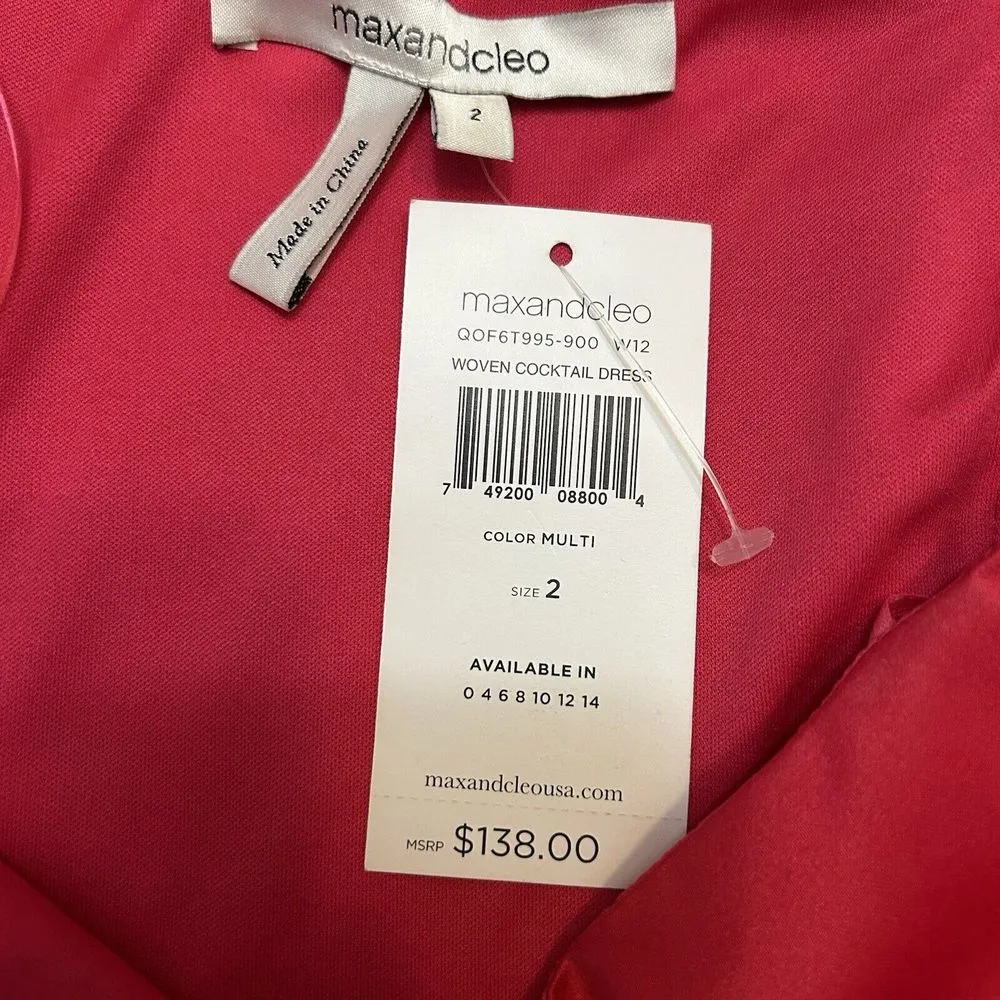 maxandcleo
2
Made in China
maxandcleo
QOF6T995-900 W12
WOVEN COCKTAIL DRESS
7 49200 08800 4
COLOR MULTI
SIZE 2
AVAILABLE IN
0 4 6 8 10 12 14
maxandcleousa.com
MSRP $138.00